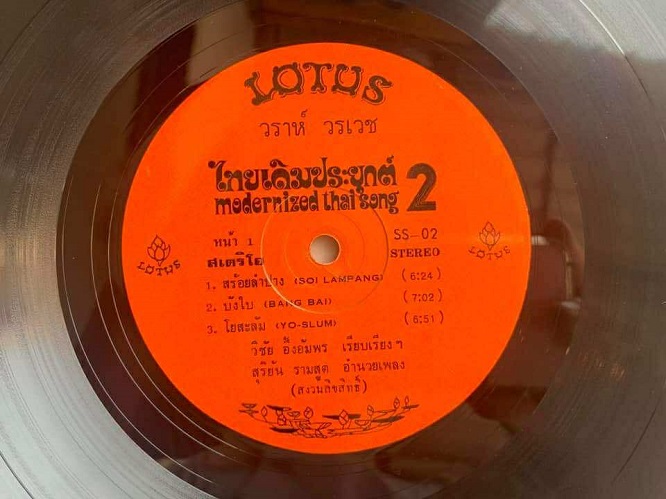 LOTUS
วราห์ วรเวช
ไทยเดิมประยุกต์ 2
modernized thai song
หน้า 1 SS-02
สเตริโอ STEREO
LOTUS LOTUS
1. สร้อยลำปาง (SOI LAMPANG) (6:24)
2. บังใบ (BANG BAI) (7:02)
3. โยสะลัม (YO-SLUM) (6:51)
วิชัย อึ้งอัมพร เรียบเรียงฯ
สุริยัน รามสูต อำนวยเพลง
(สงวนลิขสิทธิ์)